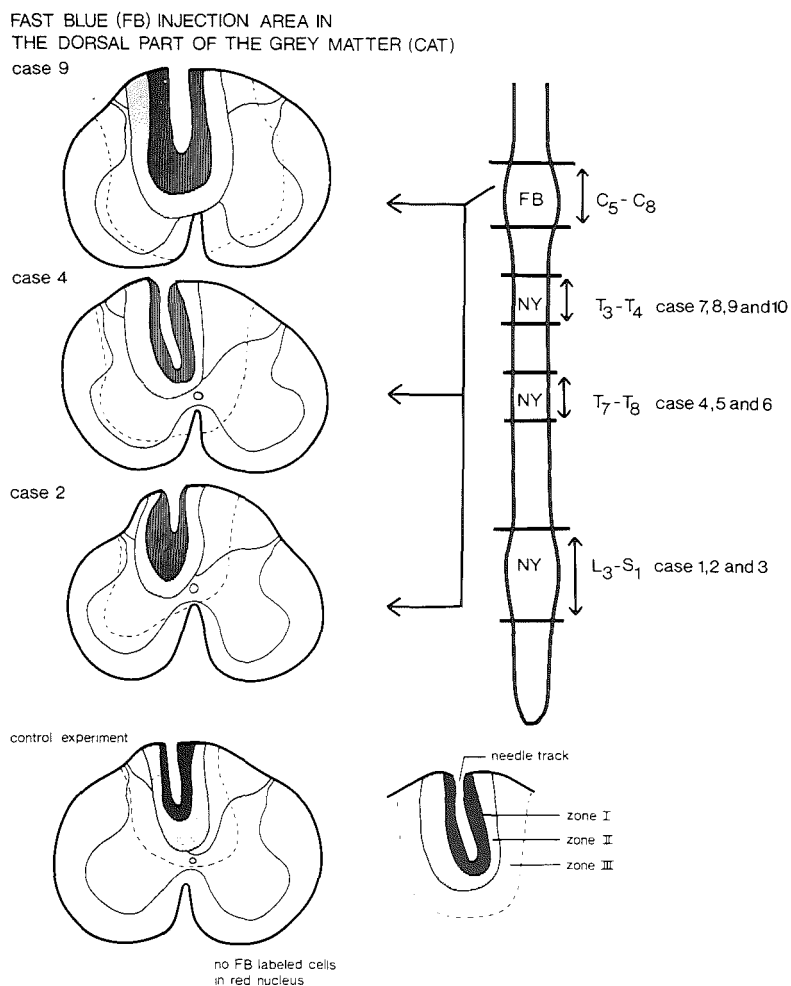 FAST BLUE (FB) INJECTION AREA IN
THE DORSAL PART OF THE GREY MATTER (CAT)
case 9
case 4
case 2
control experiment
no FB labeled cells
in red nucleus
FB
C5-C8
NY
T3-T4 case 7,8,9 and 10
NY
T7-T8 case 4,5 and 6
NY
L3-S1 case 1,2 and 3
needle track
zone I
zone II
zone III